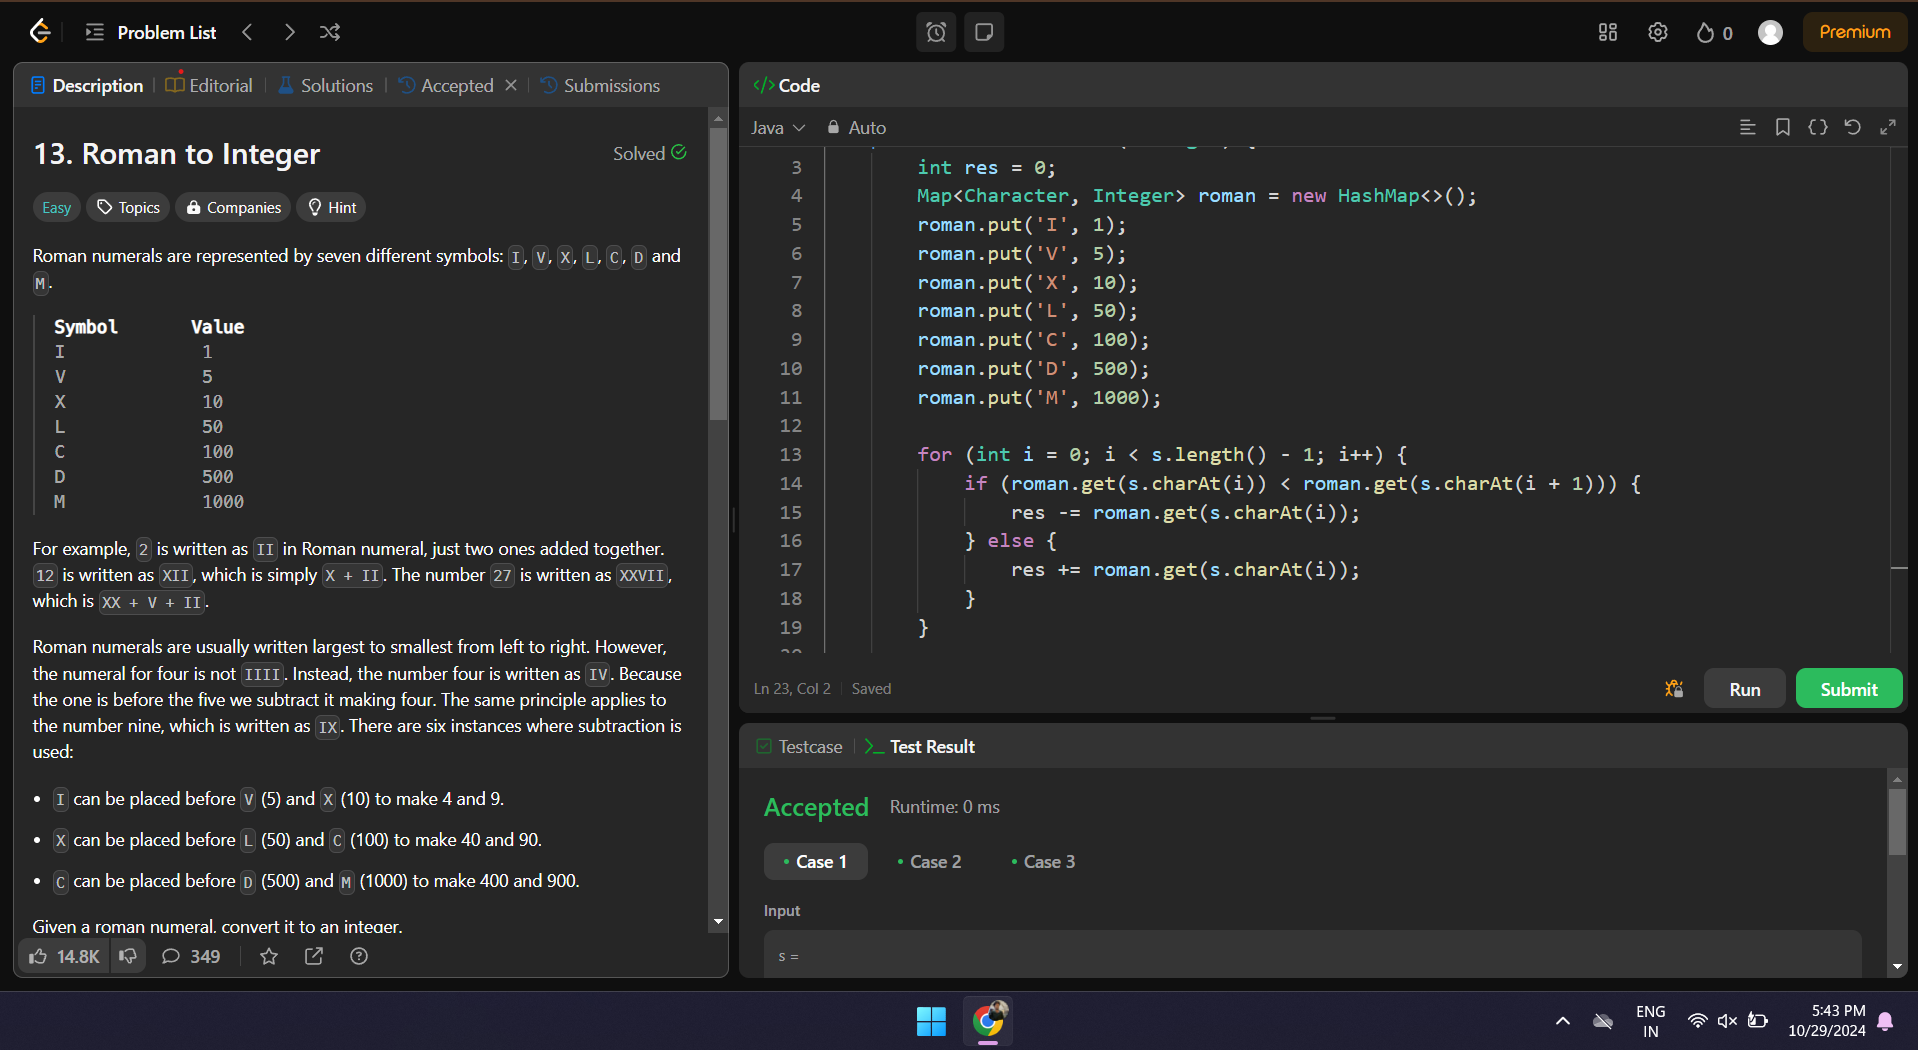 Problem List
0
Premium
Description
Editorial
Solutions
Accepted
Submissions
13. Roman to Integer
Solved
Easy
Topics
Companies
Hint
Roman numerals are represented by seven different symbols: I, V, X, L, C, D and
M.
Symbol Value
I 1
V 5
X 10
L 50
C 100
D 500
M 1000
For example, 2 is written as II in Roman numeral, just two ones added together.
12 is written as XII, which is simply X + II. The number 27 is written as XXVII,
which is XX + V + II.
Roman numerals are usually written largest to smallest from left to right. However,
the numeral for four is not IIII. Instead, the number four is written as IV. Because
the one is before the five we subtract it making four. The same principle applies to
the number nine, which is written as IX. There are six instances where subtraction is
used:
• I can be placed before V (5) and X (10) to make 4 and 9.
• X can be placed before L (50) and C (100) to make 40 and 90.
• C can be placed before D (500) and M (1000) to make 400 and 900.
Given a roman numeral, convert it to an integer.
14.8K
349
</> Code
Java
Auto
3 int res = 0;
4 Map<Character, Integer> roman = new HashMap<>();
5 roman.put('I', 1);
6 roman.put('V', 5);
7 roman.put('X', 10);
8 roman.put('L', 50);
9 roman.put('C', 100);
10 roman.put('D', 500);
11 roman.put('M', 1000);
12
13 for (int i = 0; i < s.length() - 1; i++) {
14 if (roman.get(s.charAt(i)) < roman.get(s.charAt(i + 1))) {
15 res -= roman.get(s.charAt(i));
16 } else {
17 res += roman.get(s.charAt(i));
18 }
19 }
Ln 23, Col 2
Saved
Run
Submit
Testcase
Test Result
Accepted
Runtime: 0 ms
• Case 1
• Case 2
• Case 3
Input
s =
ENG
IN
5:43 PM
10/29/2024